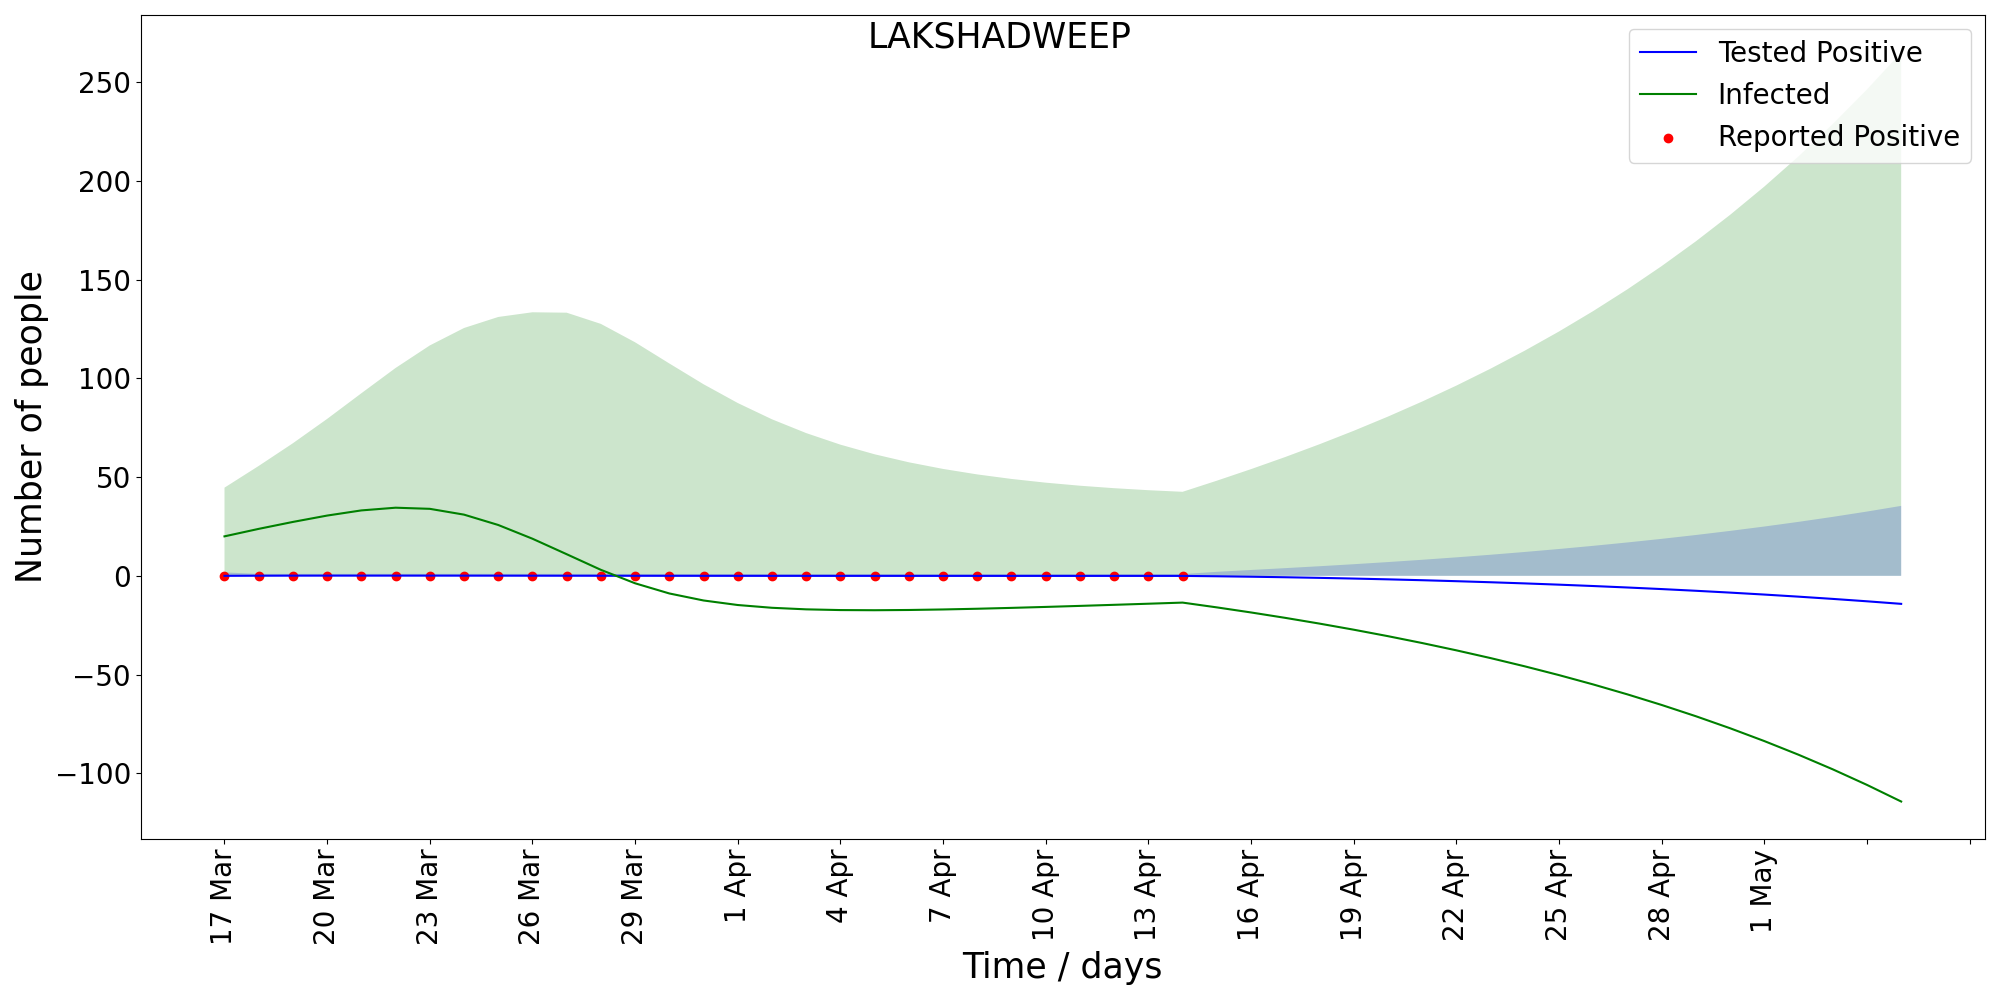 LAKSHADWEEP
Tested Positive
Infected
Reported Positive
Number of people
250
200
150
100
50
0
−50
−100
17 Mar
20 Mar
23 Mar
26 Mar
29 Mar
1 Apr
4 Apr
7 Apr
10 Apr
13 Apr
16 Apr
19 Apr
22 Apr
25 Apr
28 Apr
1 May
Time / days